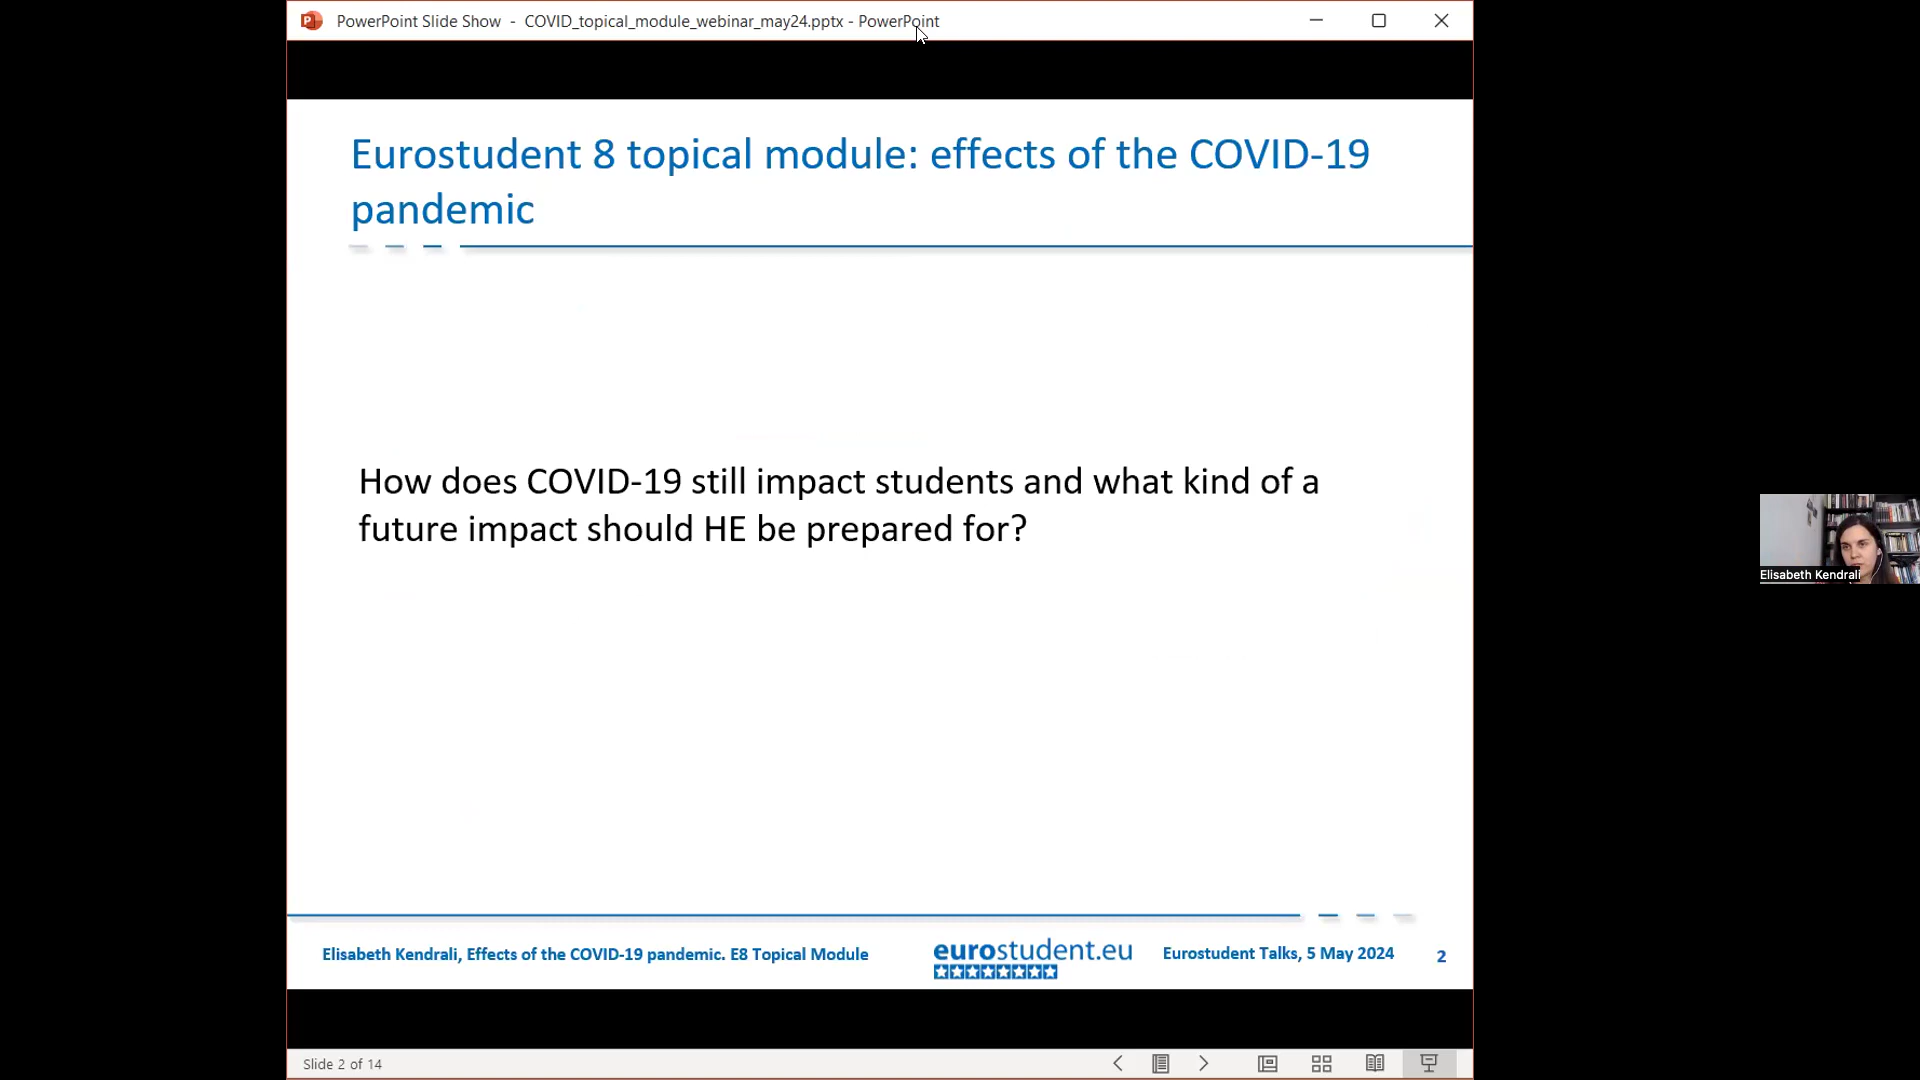 PowerPoint Slide Show - COVID_topical_module_webinar_may24.pptx - PowerPoint
Eurostudent 8 topical module: effects of the COVID-19
pandemic
How does COVID-19 still impact students and what kind of a
future impact should HE be prepared for?
Elisabeth Kendrali
Elisabeth Kendrali, Effects of the COVID-19 pandemic. E8 Topical Module
eurostudent.eu
Eurostudent Talks, 5 May 2024
2
Slide 2 of 14